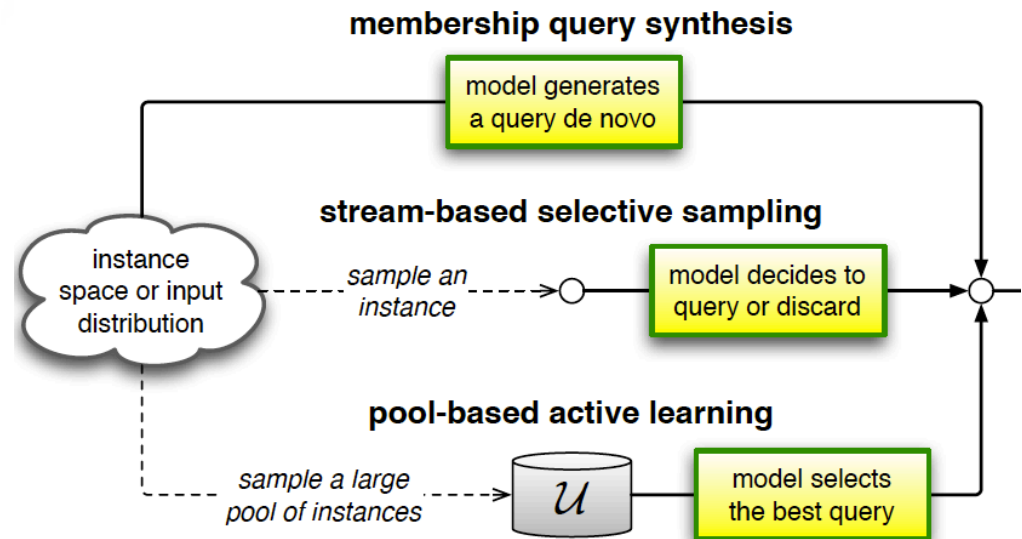 membership query synthesis
model generates
a query de novo
stream-based selective sampling
instance
space or input
distribution
sample an
instance
model decides to
query or discard
pool-based active learning
sample a large
pool of instances
𝒰
model selects
the best query